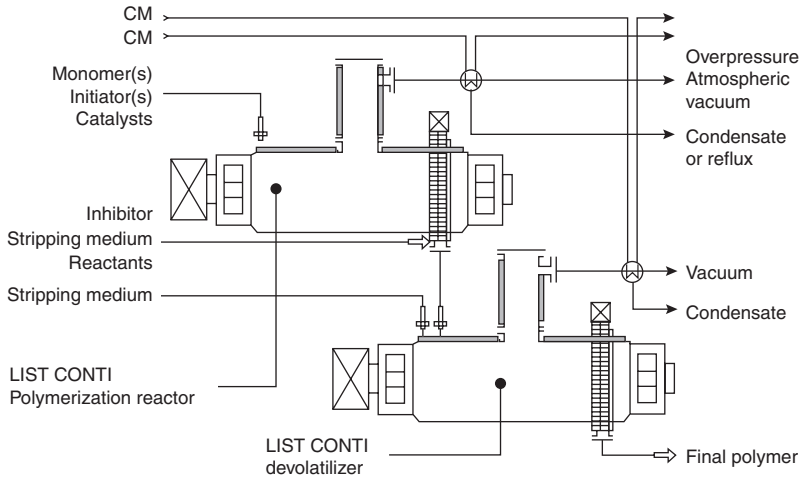 CM
CM
Monomer(s)
Initiator(s)
Catalysts
Overpressure
Atmospheric
vacuum
Condensate
or reflux
Inhibitor
Stripping medium
Reactants
Stripping medium
Vacuum
Condensate
LIST CONTI
Polymerization reactor
LIST CONTI
devolatilizer
Final polymer